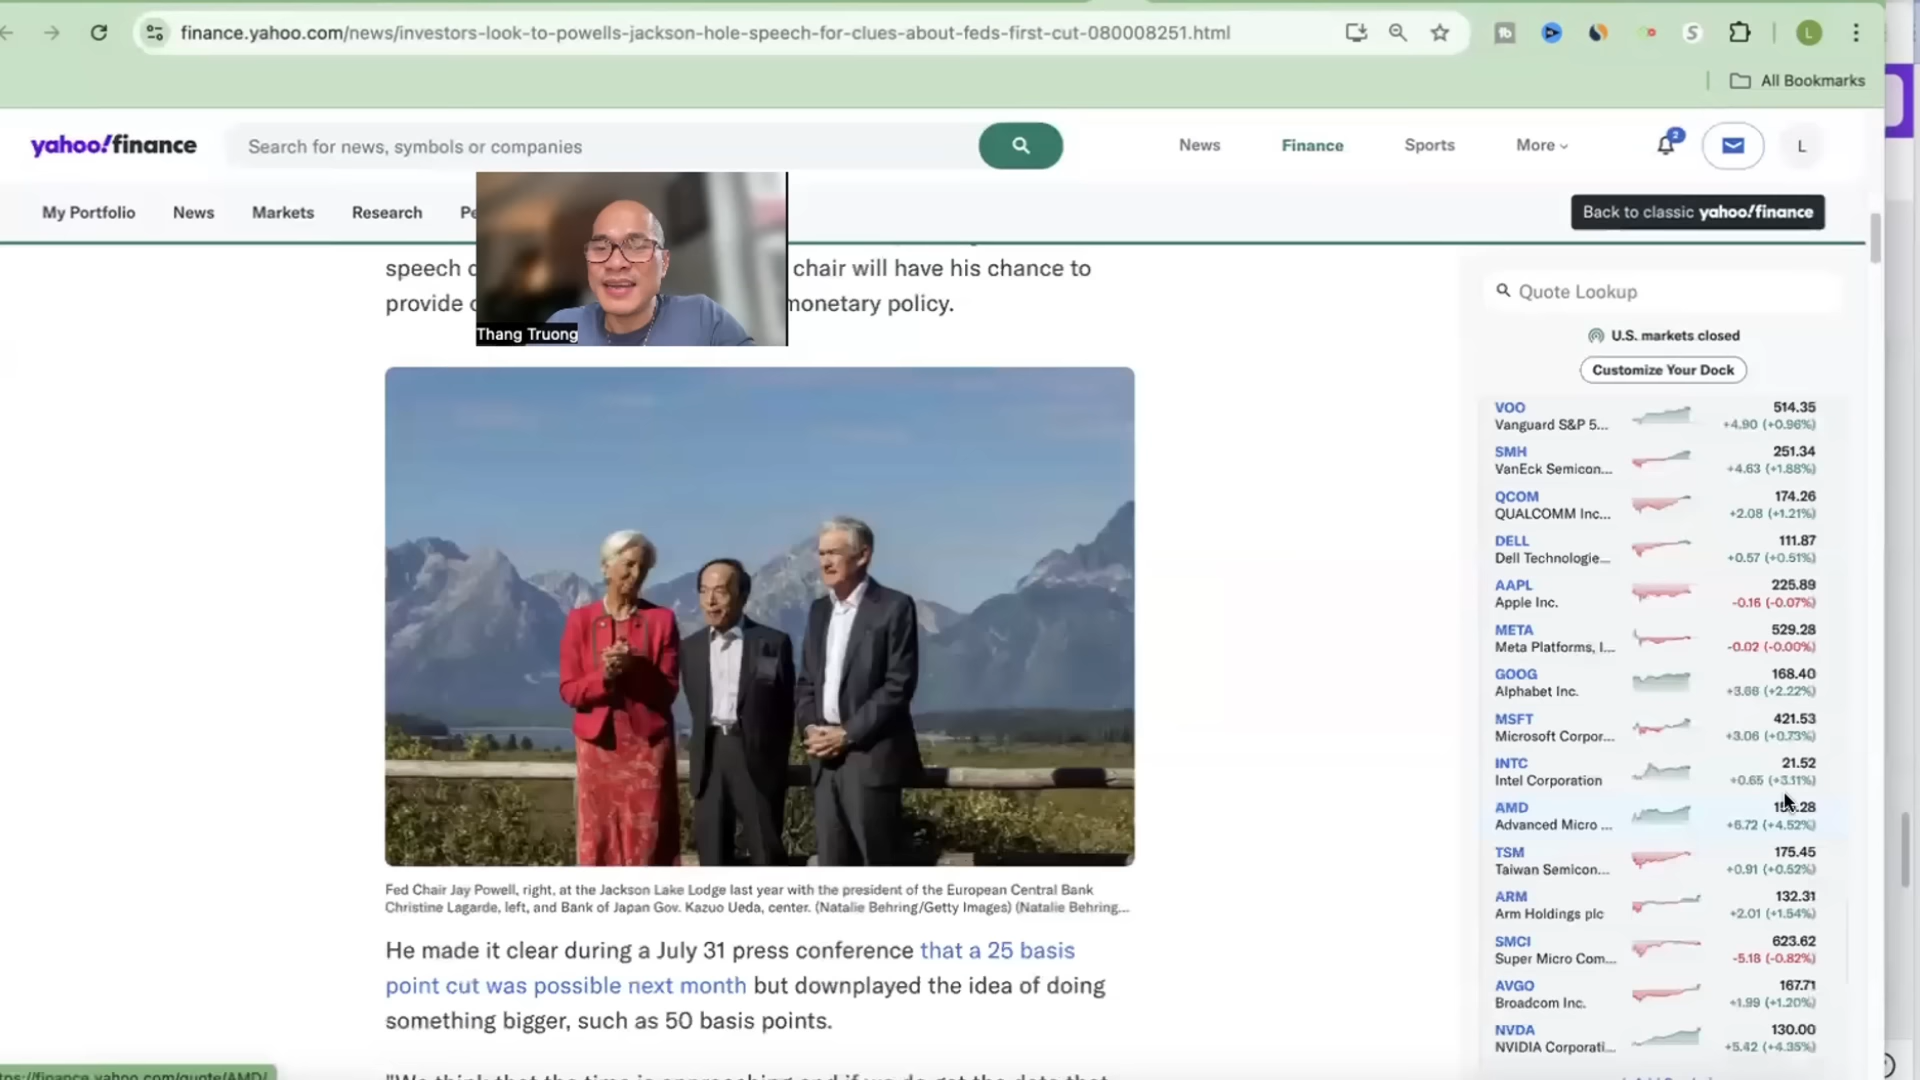 finance.yahoo.com/news/investors-look-to-powells-jackson-hole-speech-for-clues-about-feds-first-cut-080008251.html
L
All Bookmarks
yahoo!finance
Search for news, symbols or companies
News
Finance
Sports
More
2
L
My Portfolio
News
Markets
Research
Pe
Back to classic yahoo!finance
speech
chair will have his chance to
provide
monetary policy.
Thang Truong
Fed Chair Jay Powell, right, at the Jackson Lake Lodge last year with the president of the European Central Bank
Christine Lagarde, left, and Bank of Japan Gov. Kazuo Ueda, center. (Natalie Behring/Getty Images) (Natalie Behring...
He made it clear during a July 31 press conference that a 25 basis
point cut was possible next month but downplayed the idea of doing
something bigger, such as 50 basis points.
Quote Lookup
U.S. markets closed
Customize Your Dock
VOO 514.35
Vanguard S&P 5... +4.90 (+0.96%)
SMH 251.34
VanEck Semicon... +4.63 (+1.88%)
QCOM 174.26
QUALCOMM Inc... +2.08 (+1.21%)
DELL 111.87
Dell Technologie... +0.57 (+0.51%)
AAPL 225.89
Apple Inc. -0.16 (-0.07%)
META 529.28
Meta Platforms, I... -0.02 (-0.00%)
GOOG 168.40
Alphabet Inc. (+2.22%)
MSFT 421.53
Microsoft Corpor... +3.06 (+0.73%)
INTC 21.52
Intel Corporation +0.65 (+3.11%)
AMD
Advanced Micro ... +6.72 (+4.52%)
TSM 175.45
Taiwan Semicon... +0.91 (+0.52%)
ARM 132.31
Arm Holdings plc +2.01 (+1.54%)
SMCI 623.62
Super Micro Com... -5.18 (-0.82%)
AVGO 167.71
Broadcom Inc. +1.99 (+1.20%)
NVDA 130.00
NVIDIA Corporati... +5.42 (+4.35%)